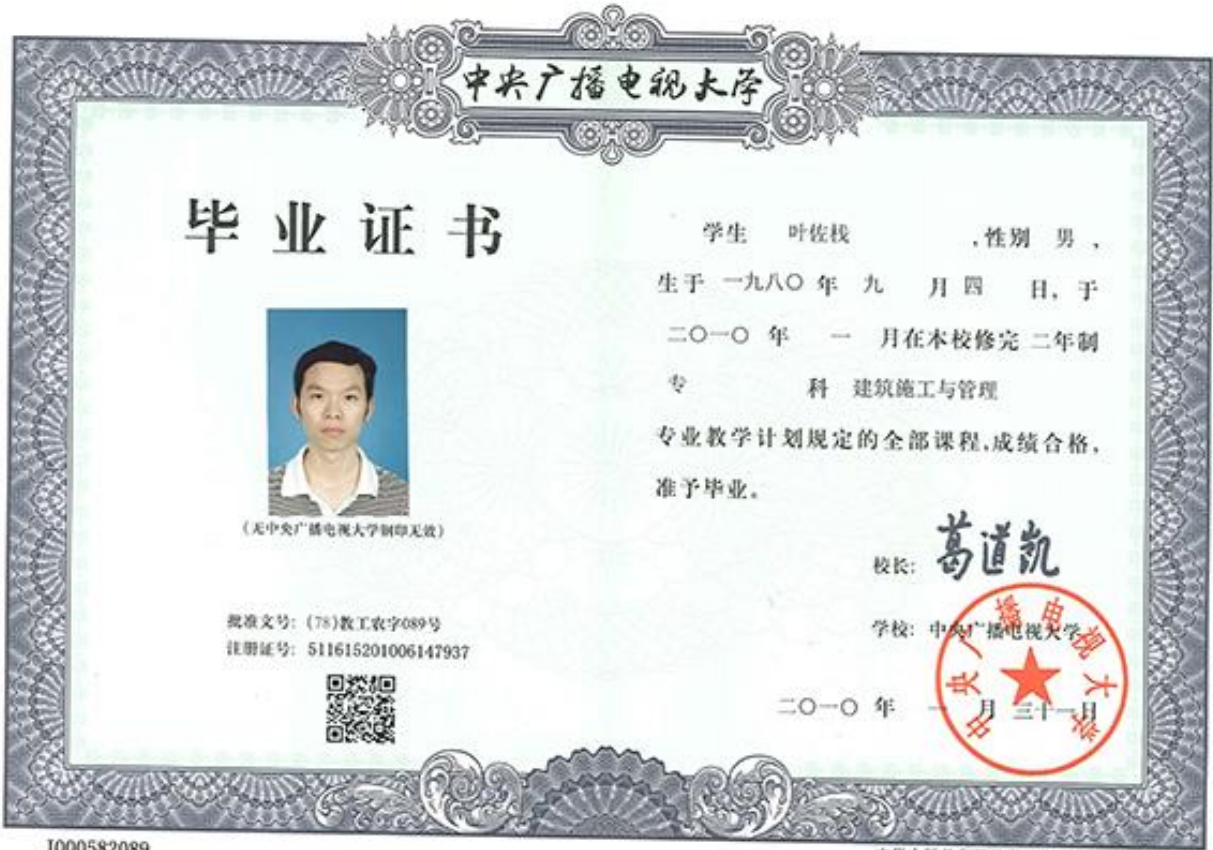 中央广播电视大学
毕业证书
(无中央广播电视大学钢印无效)
批准文号:(78)教工农字089号
注册证号:511615201006147937
学生 叶佐栈 ,性别 男 ,
生于 一九八〇 年 九 月 四 日, 于
二〇一〇 年 一 月在本校修完 二年制
专 科 建筑施工与管理
专业教学计划规定的全部课程,成绩合格,
准予毕业。
校长: 葛道凯
学校: 中央广播电视大学
二〇一〇 年 一 月 三十一日
中央广播电视大学
J000582089